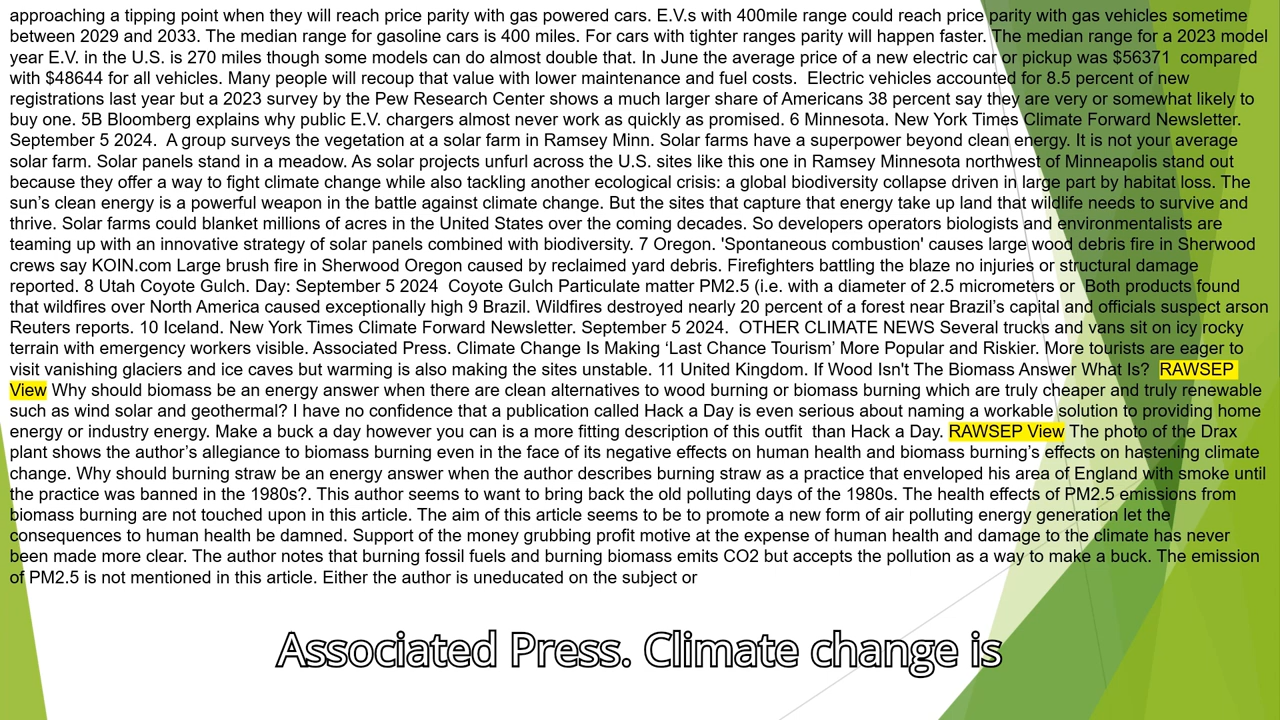 approaching a tipping point when they will reach price parity with gas powered cars. E.V.s with 400mile range could reach price parity with gas vehicles sometime
between 2029 and 2033. The median range for gasoline cars is 400 miles. For cars with tighter ranges parity will happen faster. The median range for a 2023 model
year E.V. in the U.S. is 270 miles though some models can do almost double that. In June the average price of a new electric car or pickup was $56371  compared
with $48644 for all vehicles. Many people will recoup that value with lower maintenance and fuel costs.  Electric vehicles accounted for 8.5 percent of new
registrations last year but a 2023 survey by the Pew Research Center shows a much larger share of Americans 38 percent say they are very or somewhat likely to
buy one. 5B Bloomberg explains why public E.V. chargers almost never work as quickly as promised. 6 Minnesota. New York Times Climate Forward Newsletter.
September 5 2024.  A group surveys the vegetation at a solar farm in Ramsey Minn. Solar farms have a superpower beyond clean energy. It is not your average
solar farm. Solar panels stand in a meadow. As solar projects unfurl across the U.S. sites like this one in Ramsey Minnesota northwest of Minneapolis stand out
because they offer a way to fight climate change while also tackling another ecological crisis: a global biodiversity collapse driven in large part by habitat loss. The
sun’s clean energy is a powerful weapon in the battle against climate change. But the sites that capture that energy take up land that wildlife needs to survive and
thrive. Solar farms could blanket millions of acres in the United States over the coming decades. So developers operators biologists and environmentalists are
teaming up with an innovative strategy of solar panels combined with biodiversity. 7 Oregon. 'Spontaneous combustion' causes large wood debris fire in Sherwood
crews say KOIN.com Large brush fire in Sherwood Oregon caused by reclaimed yard debris. Firefighters battling the blaze no injuries or structural damage
reported. 8 Utah Coyote Gulch. Day: September 5 2024  Coyote Gulch Particulate matter PM2.5 (i.e. with a diameter of 2.5 micrometers or  Both products found
that wildfires over North America caused exceptionally high 9 Brazil. Wildfires destroyed nearly 20 percent of a forest near Brazil’s capital and officials suspect arson
Reuters reports. 10 Iceland. New York Times Climate Forward Newsletter. September 5 2024.  OTHER CLIMATE NEWS Several trucks and vans sit on icy rocky
terrain with emergency workers visible. Associated Press. Climate Change Is Making ‘Last Chance Tourism’ More Popular and Riskier. More tourists are eager to
visit vanishing glaciers and ice caves but warming is also making the sites unstable. 11 United Kingdom. If Wood Isn't The Biomass Answer What Is?  RAWSEP
View Why should biomass be an energy answer when there are clean alternatives to wood burning or biomass burning which are truly cheaper and truly renewable
such as wind solar and geothermal? I have no confidence that a publication called Hack a Day is even serious about naming a workable solution to providing home
energy or industry energy. Make a buck a day however you can is a more fitting description of this outfit  than Hack a Day. RAWSEP View The photo of the Drax
plant shows the author’s allegiance to biomass burning even in the face of its negative effects on human health and biomass burning’s effects on hastening climate
change. Why should burning straw be an energy answer when the author describes burning straw as a practice that enveloped his area of England with smoke until
the practice was banned in the 1980s?. This author seems to want to bring back the old polluting days of the 1980s. The health effects of PM2.5 emissions from
biomass burning are not touched upon in this article. The aim of this article seems to be to promote a new form of air polluting energy generation let the
consequences to human health be damned. Support of the money grubbing profit motive at the expense of human health and damage to the climate has never
been made more clear. The author notes that burning fossil fuels and burning biomass emits CO2 but accepts the pollution as a way to make a buck. The emission
of PM2.5 is not mentioned in this article. Either the author is uneducated on the subject or
Associated Press. Climate change is